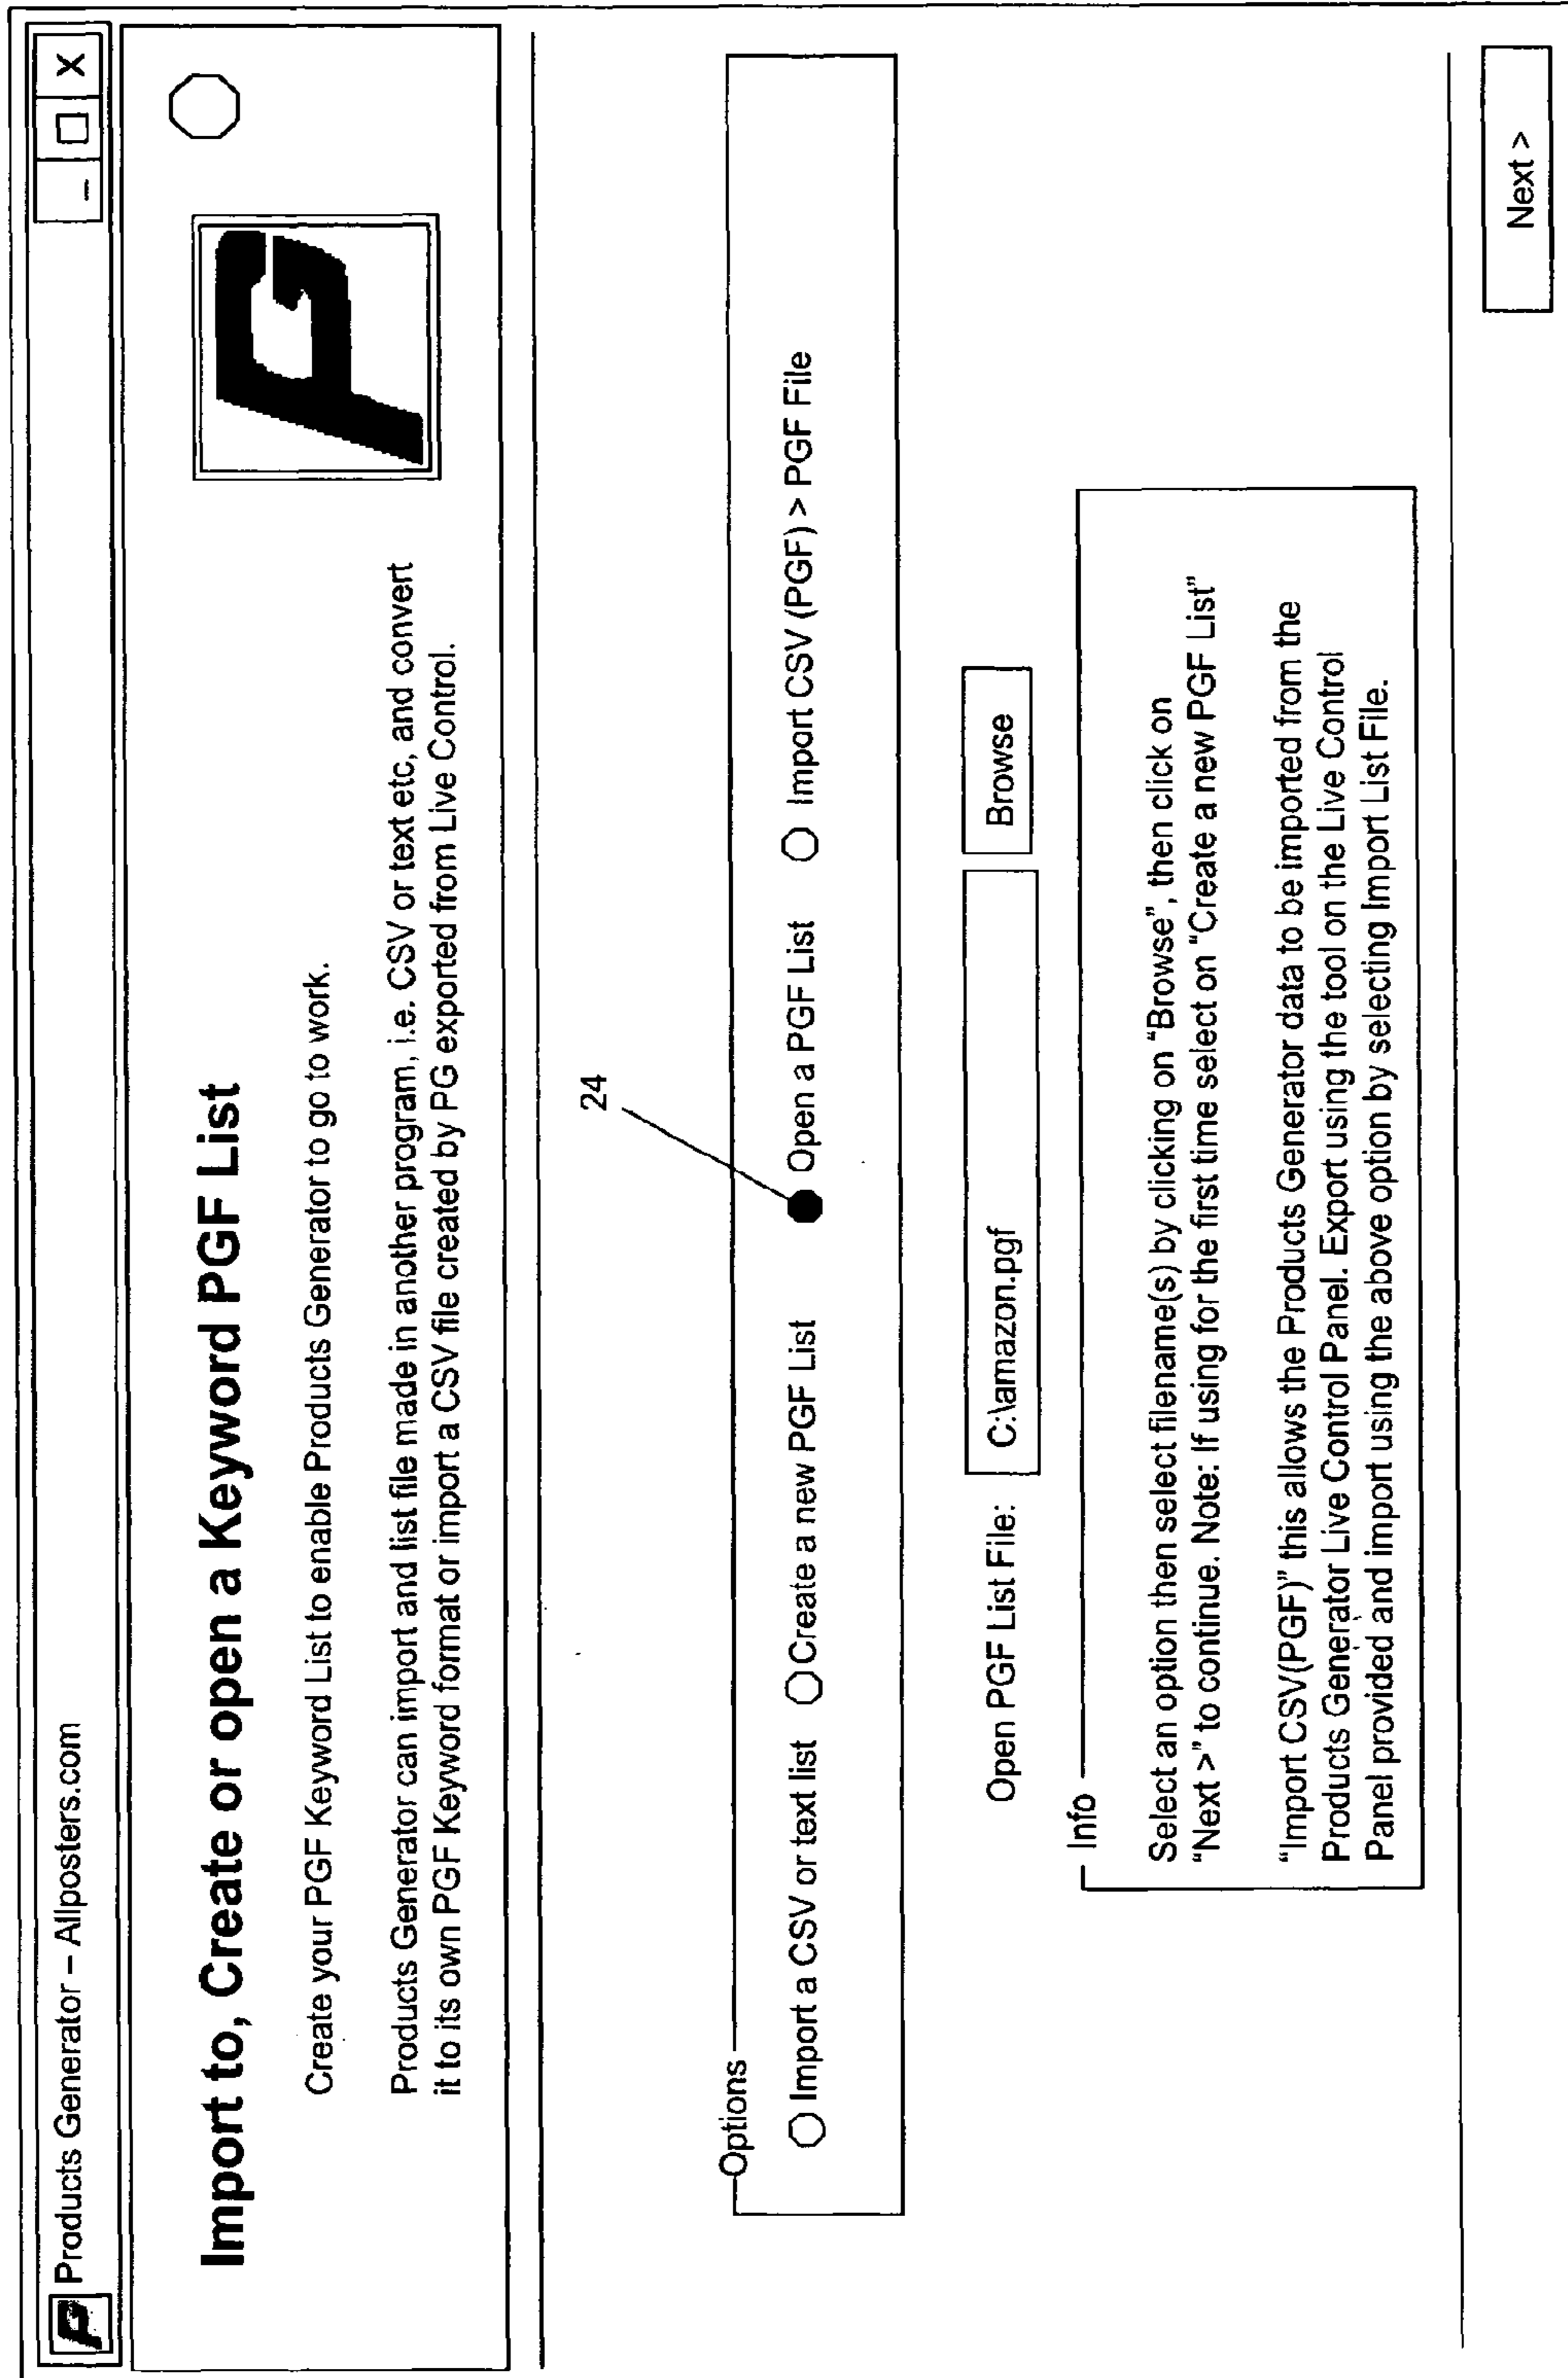 PG Products Generator – Allposters.com
– □ X
Import to, Create or open a Keyword PGF List
Create your PGF Keyword List to enable Products Generator to go to work.
Products Generator can import and list file made in another program, i.e. CSV or text etc, and convert
it to its own PGF Keyword format or import a CSV file created by PG exported from Live Control.
PG
24
Options
Import a CSV or text list Create a new PGF List Open a PGF List Import CSV (PGF) > PGF File
Open PGF List File: C:\amazon.pgf Browse
Info
Select an option then select filename(s) by clicking on “Browse”, then click on
“Next >” to continue. Note: If using for the first time select on “Create a new PGF List”
“Import CSV(PGF)” this allows the Products Generator data to be imported from the
Products Generator Live Control Panel. Export using the tool on the Live Control
Panel provided and import using the above option by selecting Import List File.
Next >